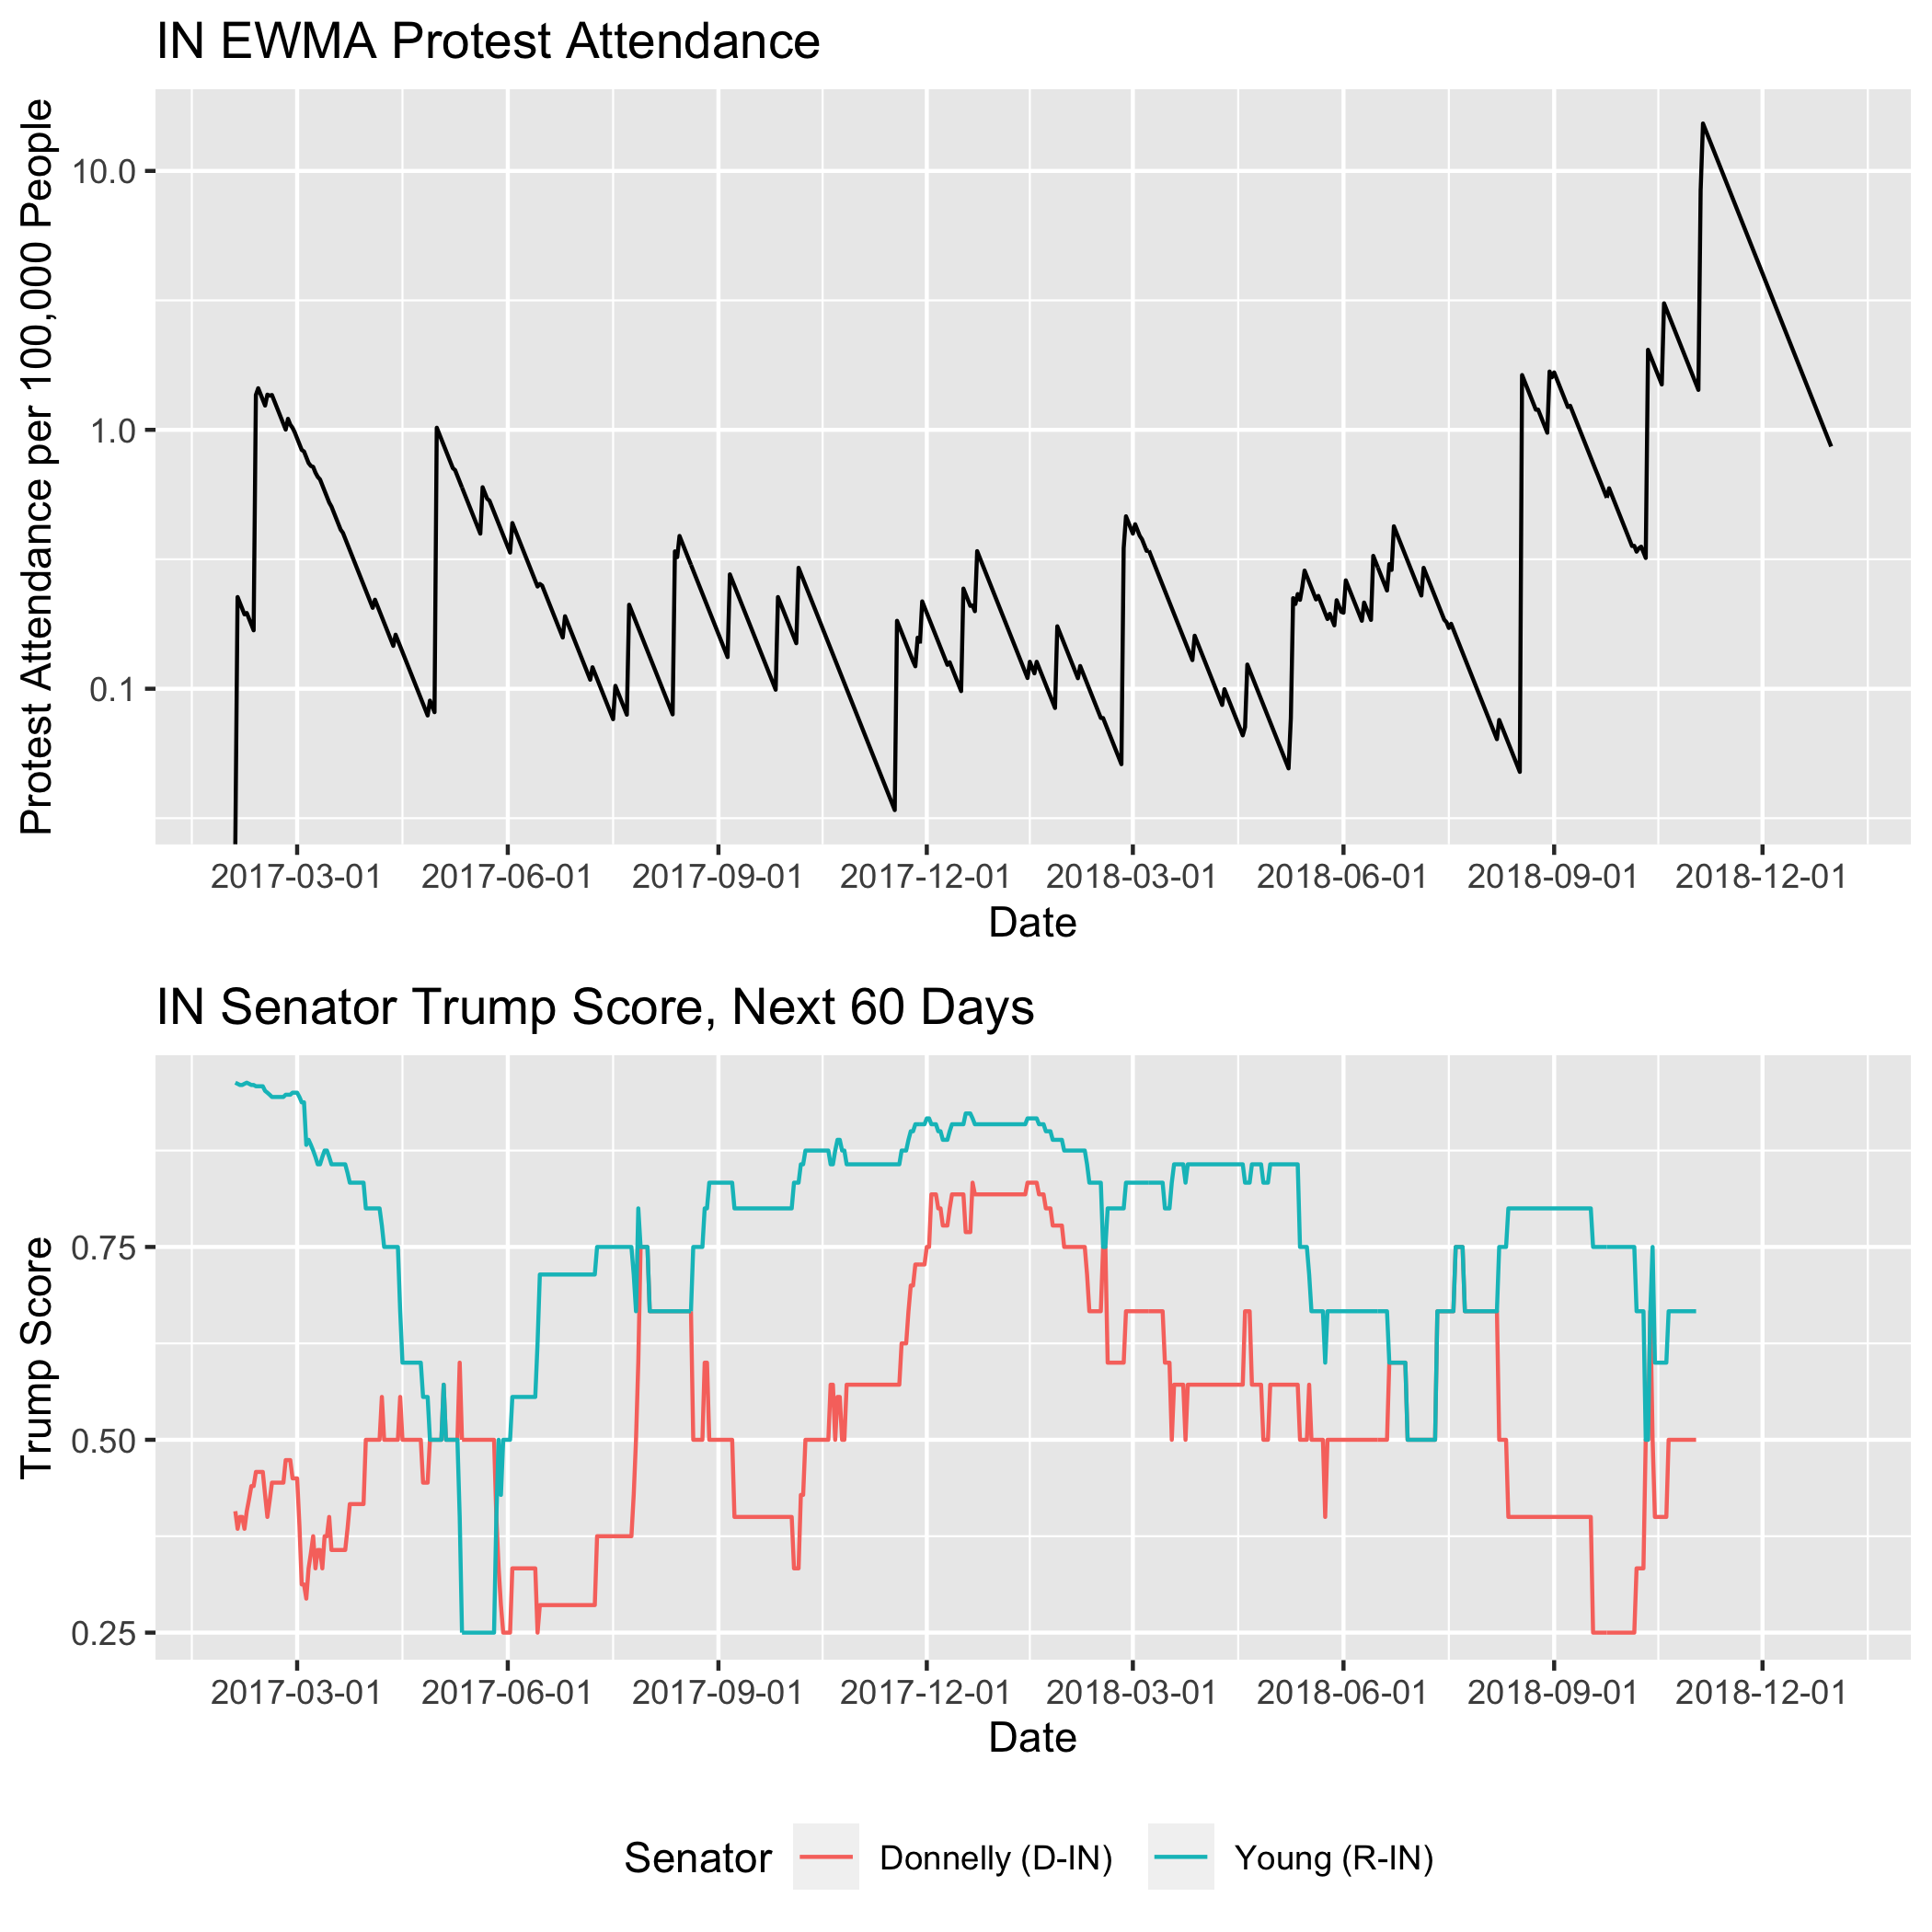 IN EWMA Protest Attendance
Protest Attendance per 100,000 People
10.0
1.0
0.1
2017-03-01 2017-06-01 2017-09-01 2017-12-01 2018-03-01 2018-06-01 2018-09-01 2018-12-01
Date
IN Senator Trump Score, Next 60 Days
Trump Score
0.75
0.50
0.25
2017-03-01 2017-06-01 2017-09-01 2017-12-01 2018-03-01 2018-06-01 2018-09-01 2018-12-01
Date
Senator Donnelly (D-IN) Young (R-IN)